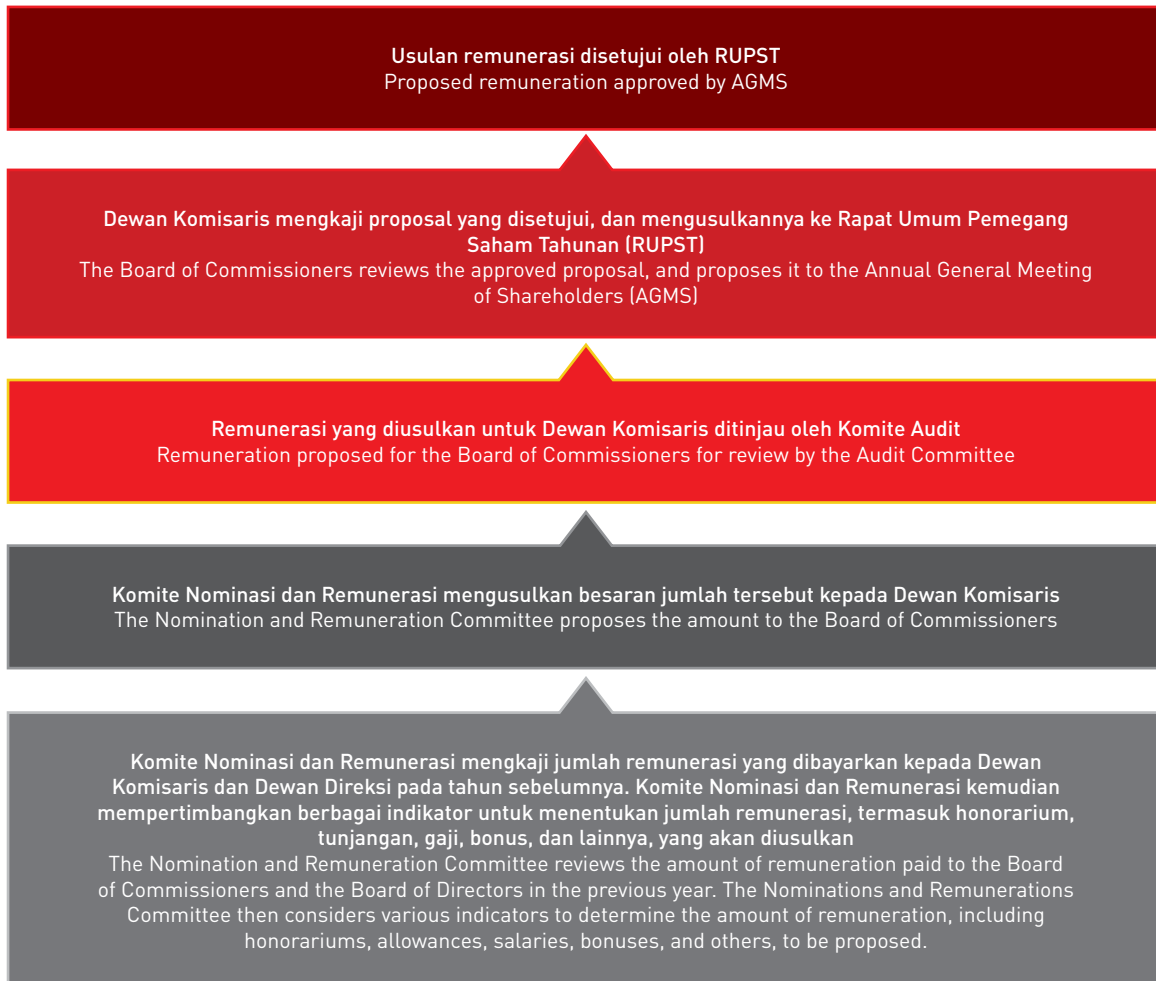 Usulan remunerasi disetujui oleh RUPST
Proposed remuneration approved by AGMS
Dewan Komisaris mengkaji proposal yang disetujui, dan mengusulkannya ke Rapat Umum Pemegang
Saham Tahunan (RUPST)
The Board of Commissioners reviews the approved proposal, and proposes it to the Annual General Meeting
of Shareholders (AGMS)
Remunerasi yang diusulkan untuk Dewan Komisaris ditinjau oleh Komite Audit
Remuneration proposed for the Board of Commissioners for review by the Audit Committee
Komite Nominasi dan Remunerasi mengusulkan besaran jumlah tersebut kepada Dewan Komisaris
The Nomination and Remuneration Committee proposes the amount to the Board of Commissioners
Komite Nominasi dan Remunerasi mengkaji jumlah remunerasi yang dibayarkan kepada Dewan
Komisaris dan Dewan Direksi pada tahun sebelumnya. Komite Nominasi dan Remunerasi kemudian
mempertimbangkan berbagai indikator untuk menentukan jumlah remunerasi, termasuk honorarium,
tunjangan, gaji, bonus, dan lainnya, yang akan diusulkan
The Nomination and Remuneration Committee reviews the amount of remuneration paid to the Board
of Commissioners and the Board of Directors in the previous year. The Nominations and Remunerations
Committee then considers various indicators to determine the amount of remuneration, including
honorariums, allowances, salaries, bonuses, and others, to be proposed.